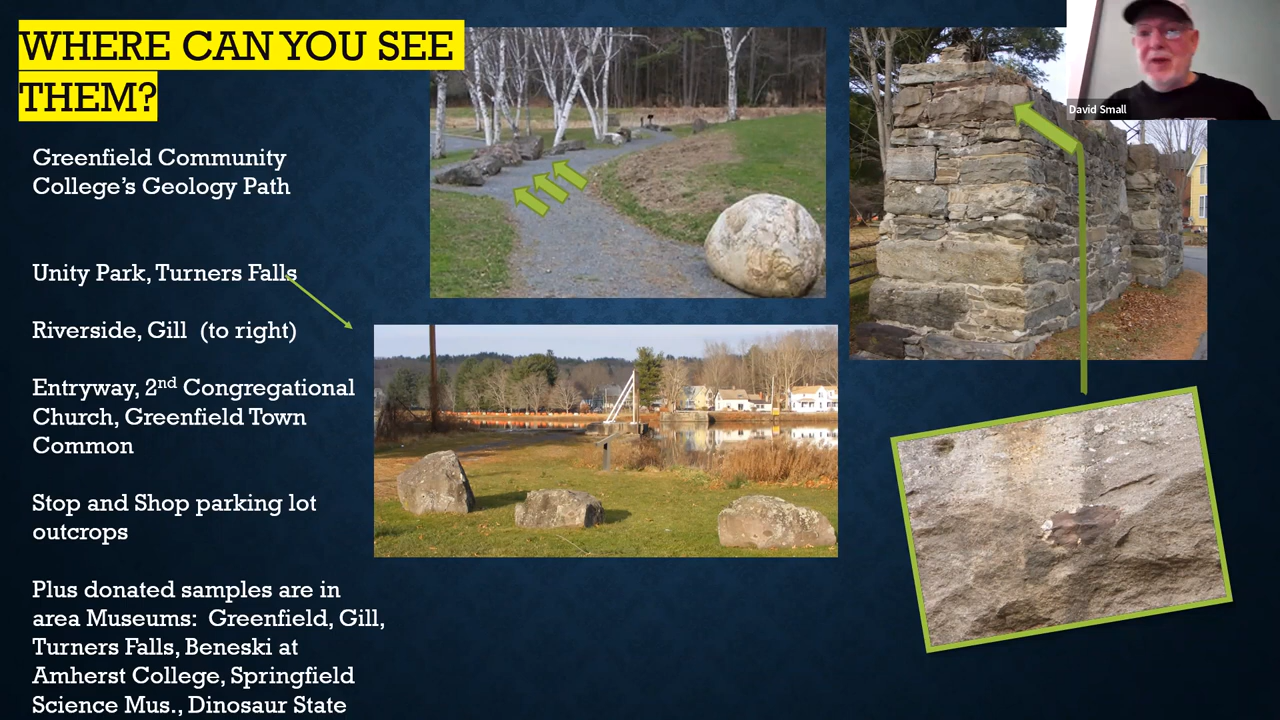 WHERE CAN YOU SEE
THEM?
Greenfield Community
College's Geology Path
Unity Park, Turners Falls
Riverside, Gill (to right)
Entryway, 2nd Congregational
Church, Greenfield Town
Common
Stop and Shop parking lot
outcrops
Plus donated samples are in
area Museums: Greenfield, Gill,
Turners Falls, Beneski at
Amherst College, Springfield
Science Mus., Dinosaur State
David Small